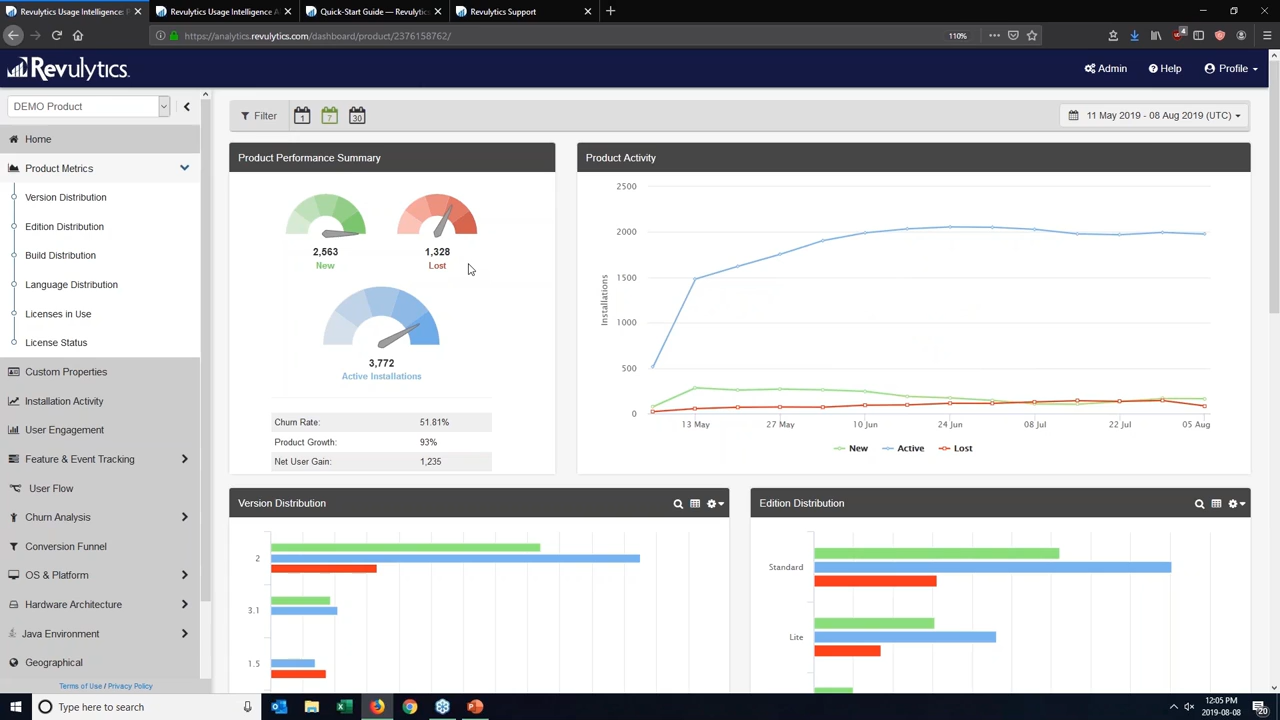 Revulytics Usage Intelligence: P
Revulytics Usage Intelligence A
Quick-Start Guide — Revulytic
Revulytics Support
https://analytics.revulytics.com/dashboard/product/2376158762/
110%
Revulytics
Admin
Help
Profile
DEMO Product
Filter
1
7
30
11 May 2019 - 08 Aug 2019 (UTC)
Home
Product Metrics
Version Distribution
Edition Distribution
Build Distribution
Language Distribution
Licenses in Use
License Status
Custom Properties
Installation Activity
User Engagement
Feature & Event Tracking
User Flow
Churn Analysis
Conversion Funnel
OS & Platform
Hardware Architecture
Java Environment
Geographical
Terms of Use / Privacy Policy
Product Performance Summary
2,563
New
1,328
Lost
3,772
Active Installations
Churn Rate: 51.81%
Product Growth: 93%
Net User Gain: 1,235
Product Activity
Installations
2500
2000
1500
1000
500
0
13 May
27 May
10 Jun
24 Jun
08 Jul
22 Jul
05 Aug
New
Active
Lost
Version Distribution
2
3.1
1.5
Edition Distribution
Standard
Lite
Type here to search
12:05 PM
2019-08-08
20